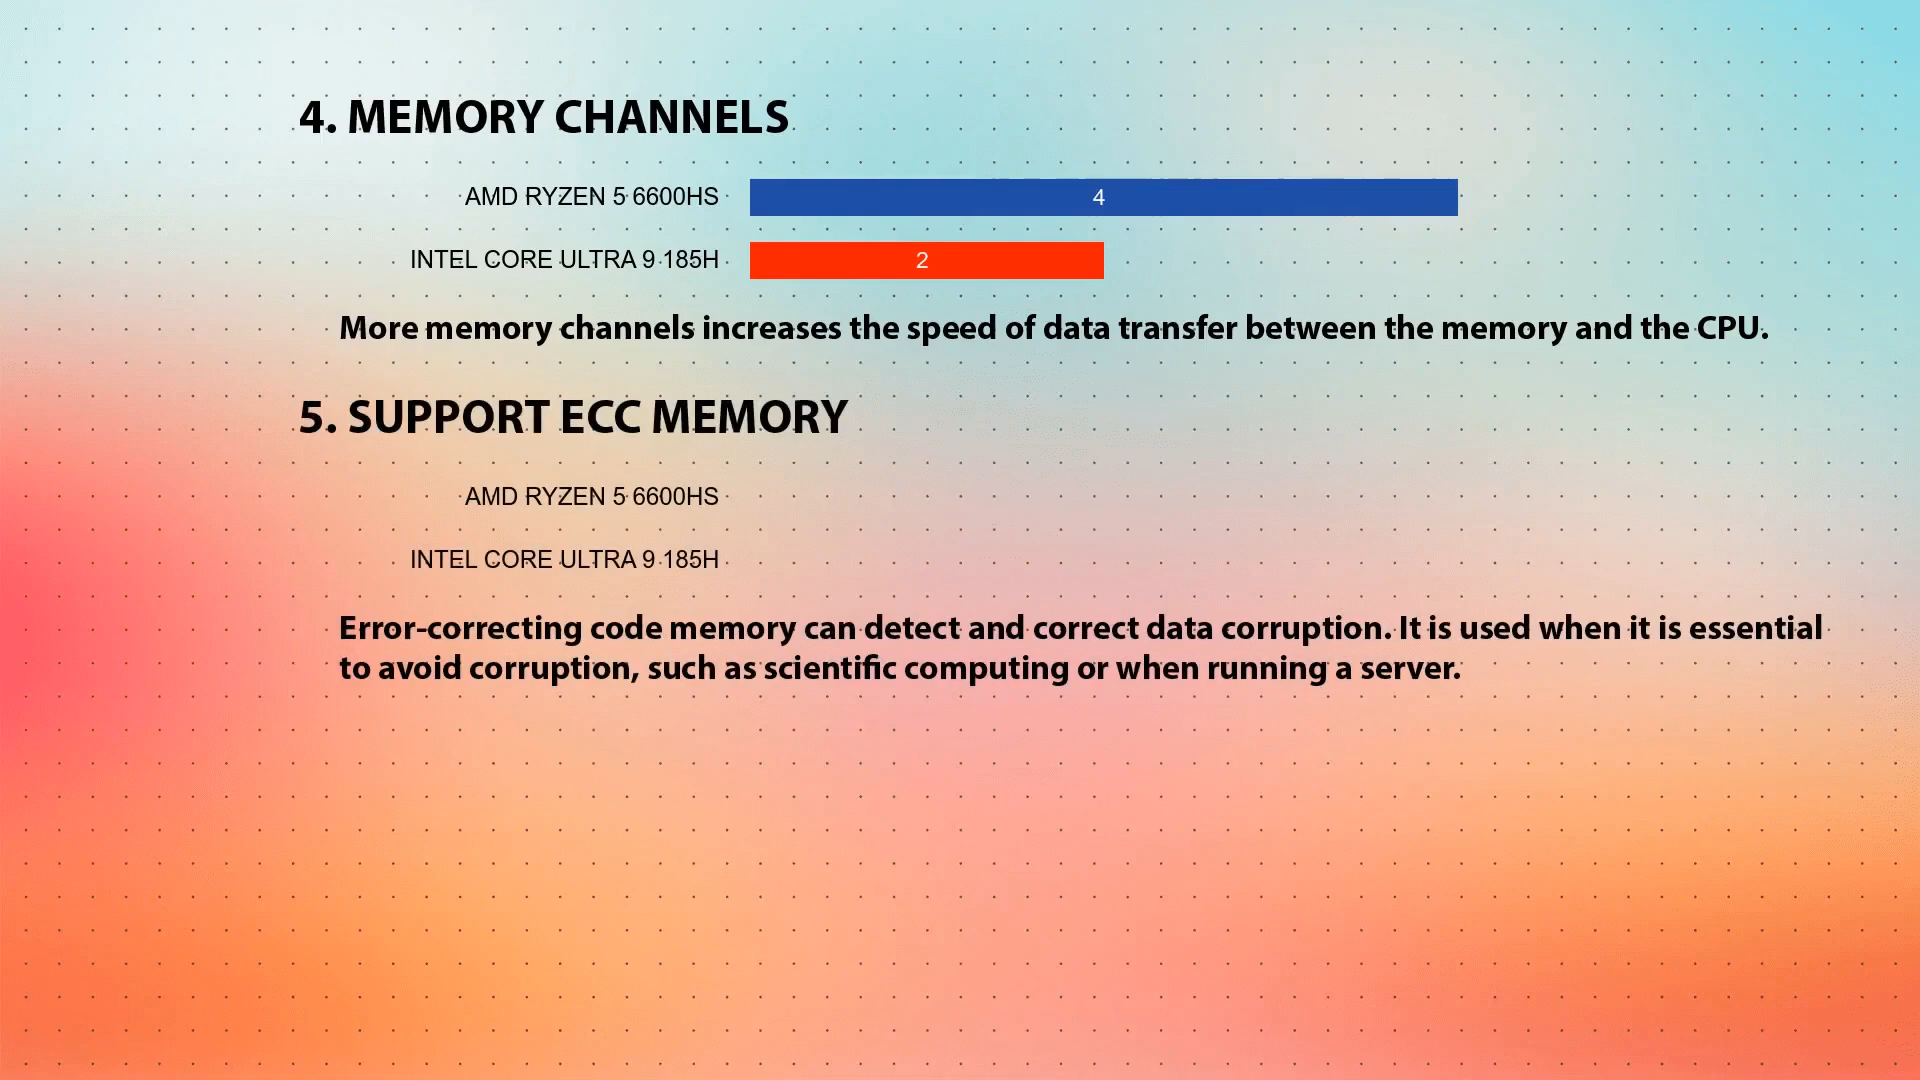 4. MEMORY CHANNELS
AMD RYZEN 5 6600HS
4
INTEL CORE ULTRA 9 185H
2
More memory channels increases the speed of data transfer between the memory and the CPU.
5. SUPPORT ECC MEMORY
AMD RYZEN 5 6600HS
INTEL CORE ULTRA 9 185H
Error-correcting code memory can detect and correct data corruption. It is used when it is essential
to avoid corruption, such as scientific computing or when running a server.